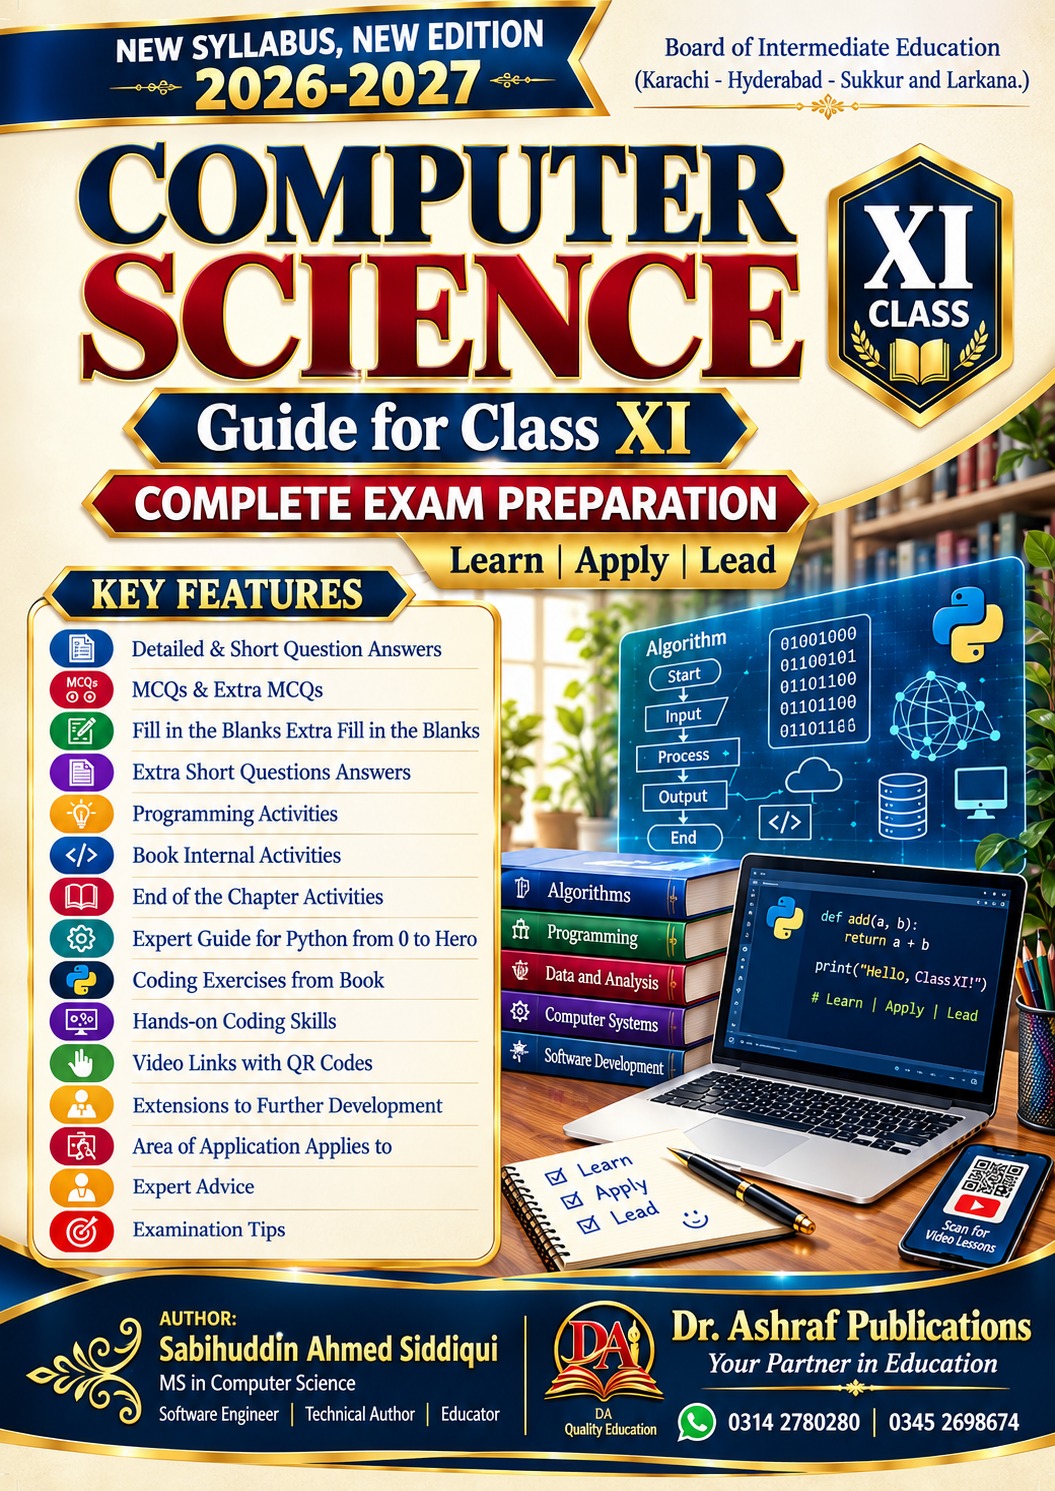 NEW SYLLABUS, NEW EDITION
2026-2027
Board of Intermediate Education
(Karachi - Hyderabad - Sukkur and Larkana.)
COMPUTER
SCIENCE
XI
CLASS
Guide for Class XI
COMPLETE EXAM PREPARATION
Learn | Apply | Lead
KEY FEATURES
Detailed & Short Question Answers
MCQs
MCQs & Extra MCQs
Fill in the Blanks Extra Fill in the Blanks
Extra Short Questions Answers
Programming Activities
</>
Book Internal Activities
End of the Chapter Activities
Expert Guide for Python from 0 to Hero
Coding Exercises from Book
Hands-on Coding Skills
Video Links with QR Codes
Extensions to Further Development
Area of Application Applies to
Expert Advice
Examination Tips
Algorithm
Start
Input
Process
Output
End
01001000
01100101
01101100
01101100
</>
Algorithms
Programming
Data and Analysis
Computer Systems
Software Development
def add(a, b):
return a + b
print("Hello, Class XI!")
# Learn | Apply | Lead
Learn
Apply
Lead
Scan for
Video Lessons
AUTHOR:
Sabihuddin Ahmed Siddiqui
MS in Computer Science
Software Engineer | Technical Author | Educator
DA
DA
Quality Education
Dr. Ashraf Publications
Your Partner in Education
0314 2780280 | 0345 2698674